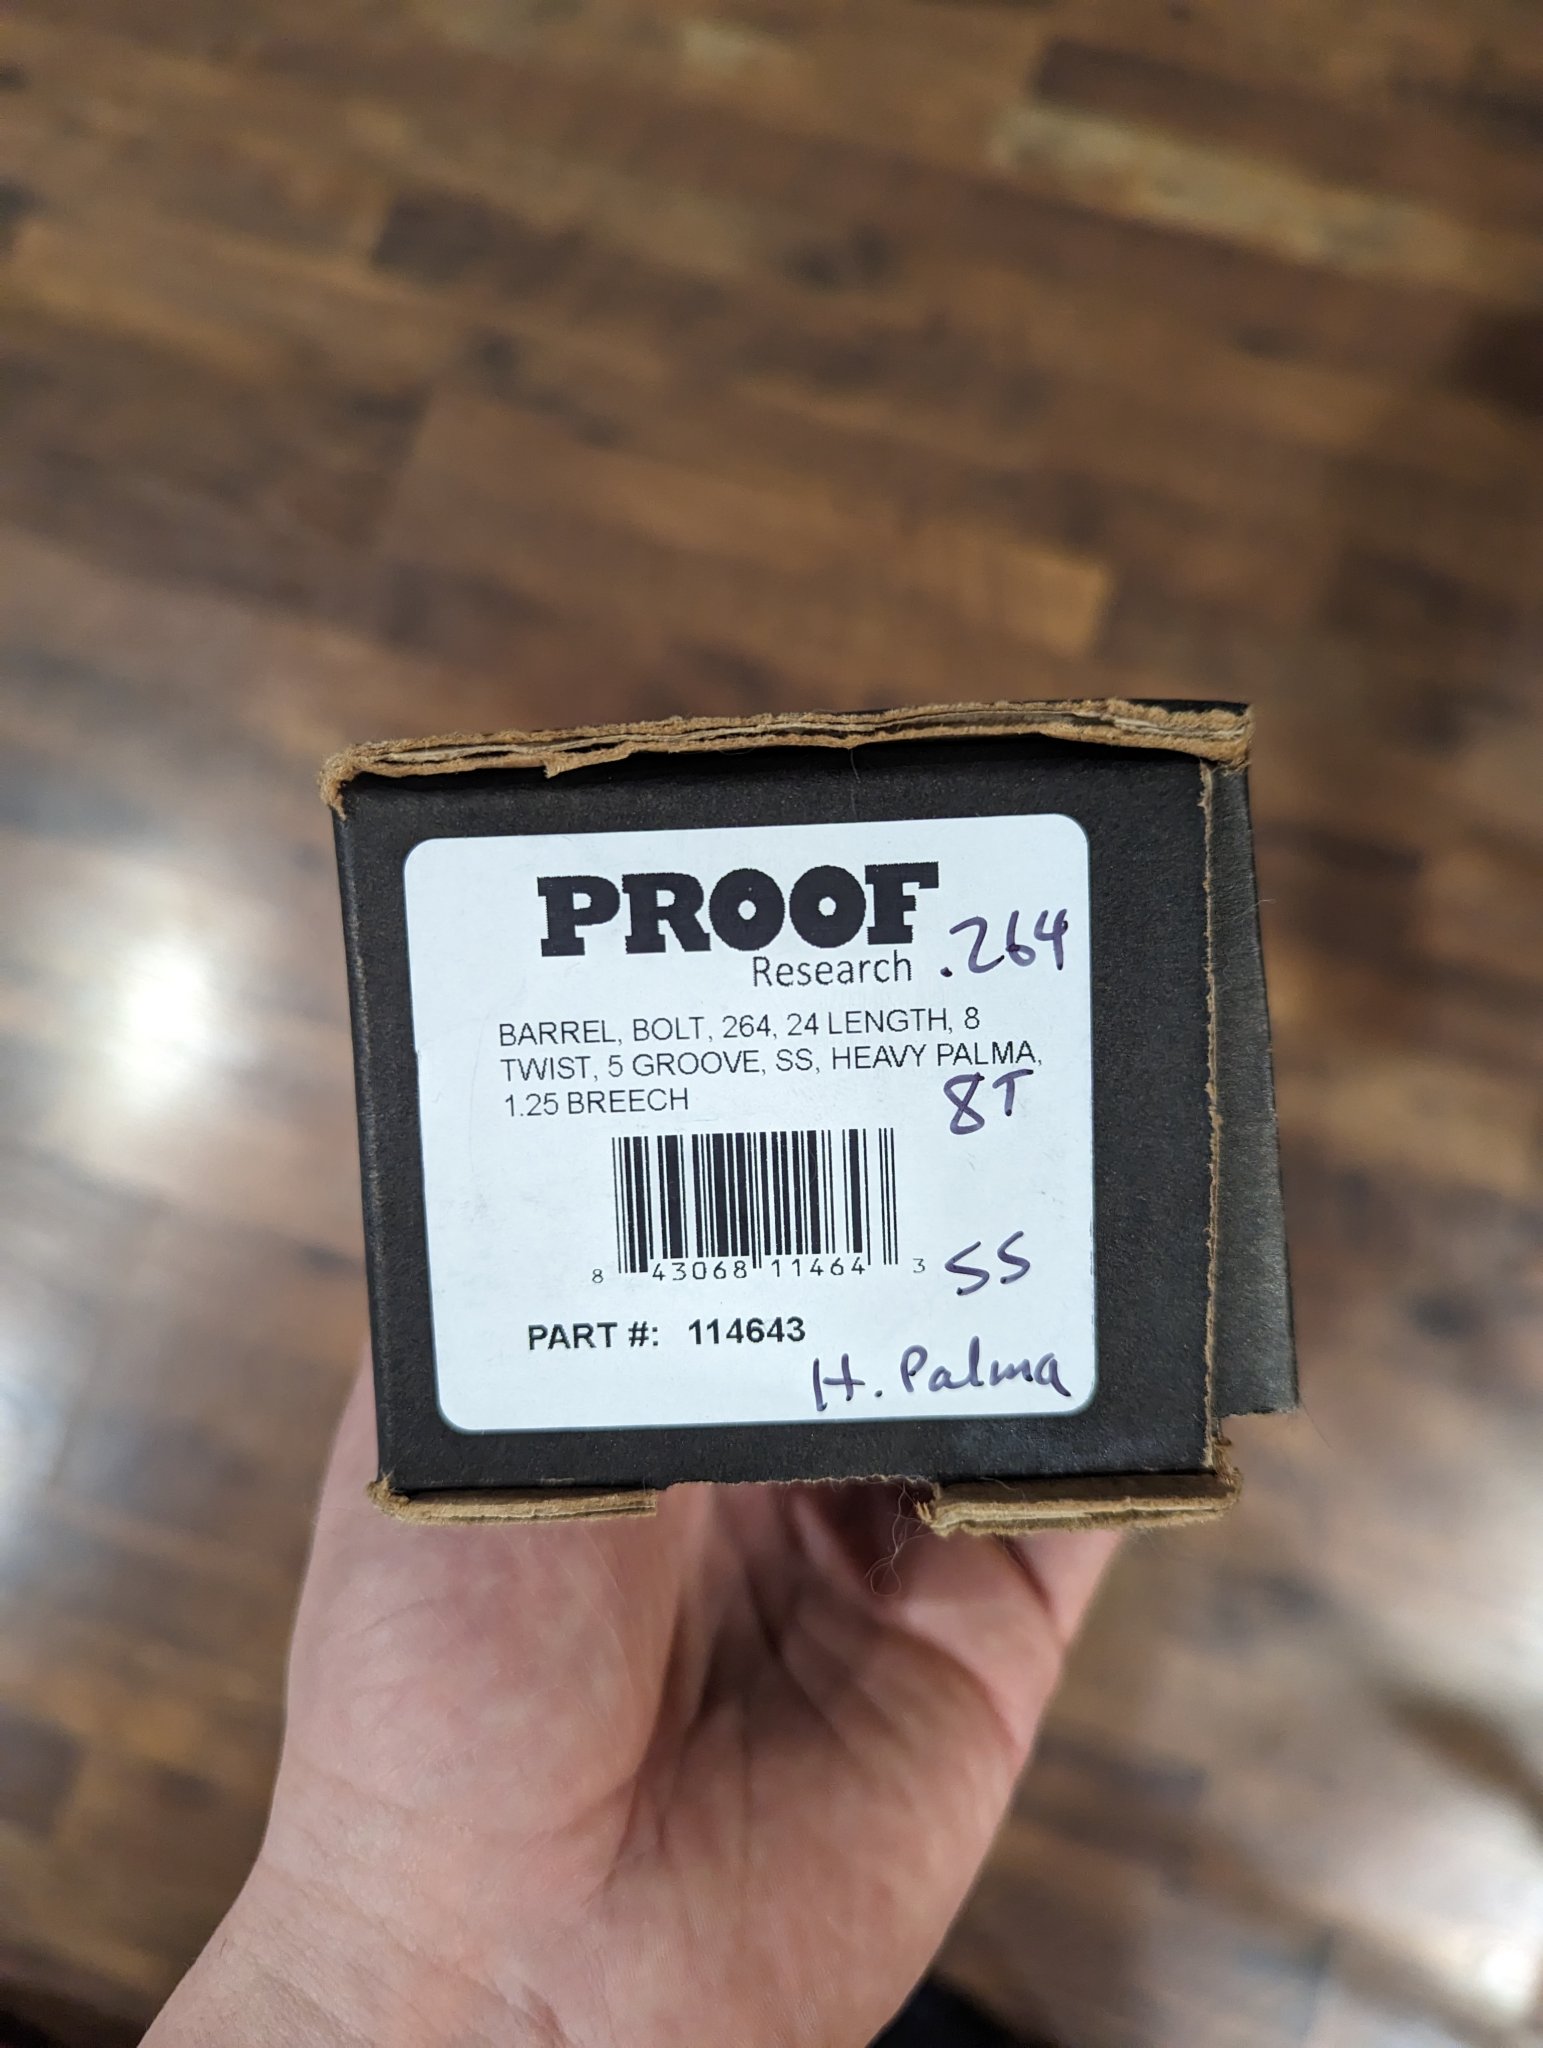 PROOF
Research .264
BARREL, BOLT, 264, 24 LENGTH, 8
TWIST, 5 GROOVE, SS, HEAVY PALMA,
1.25 BREECH
8T
8 43068 11464 3
SS
PART #: 114643
H. Palma